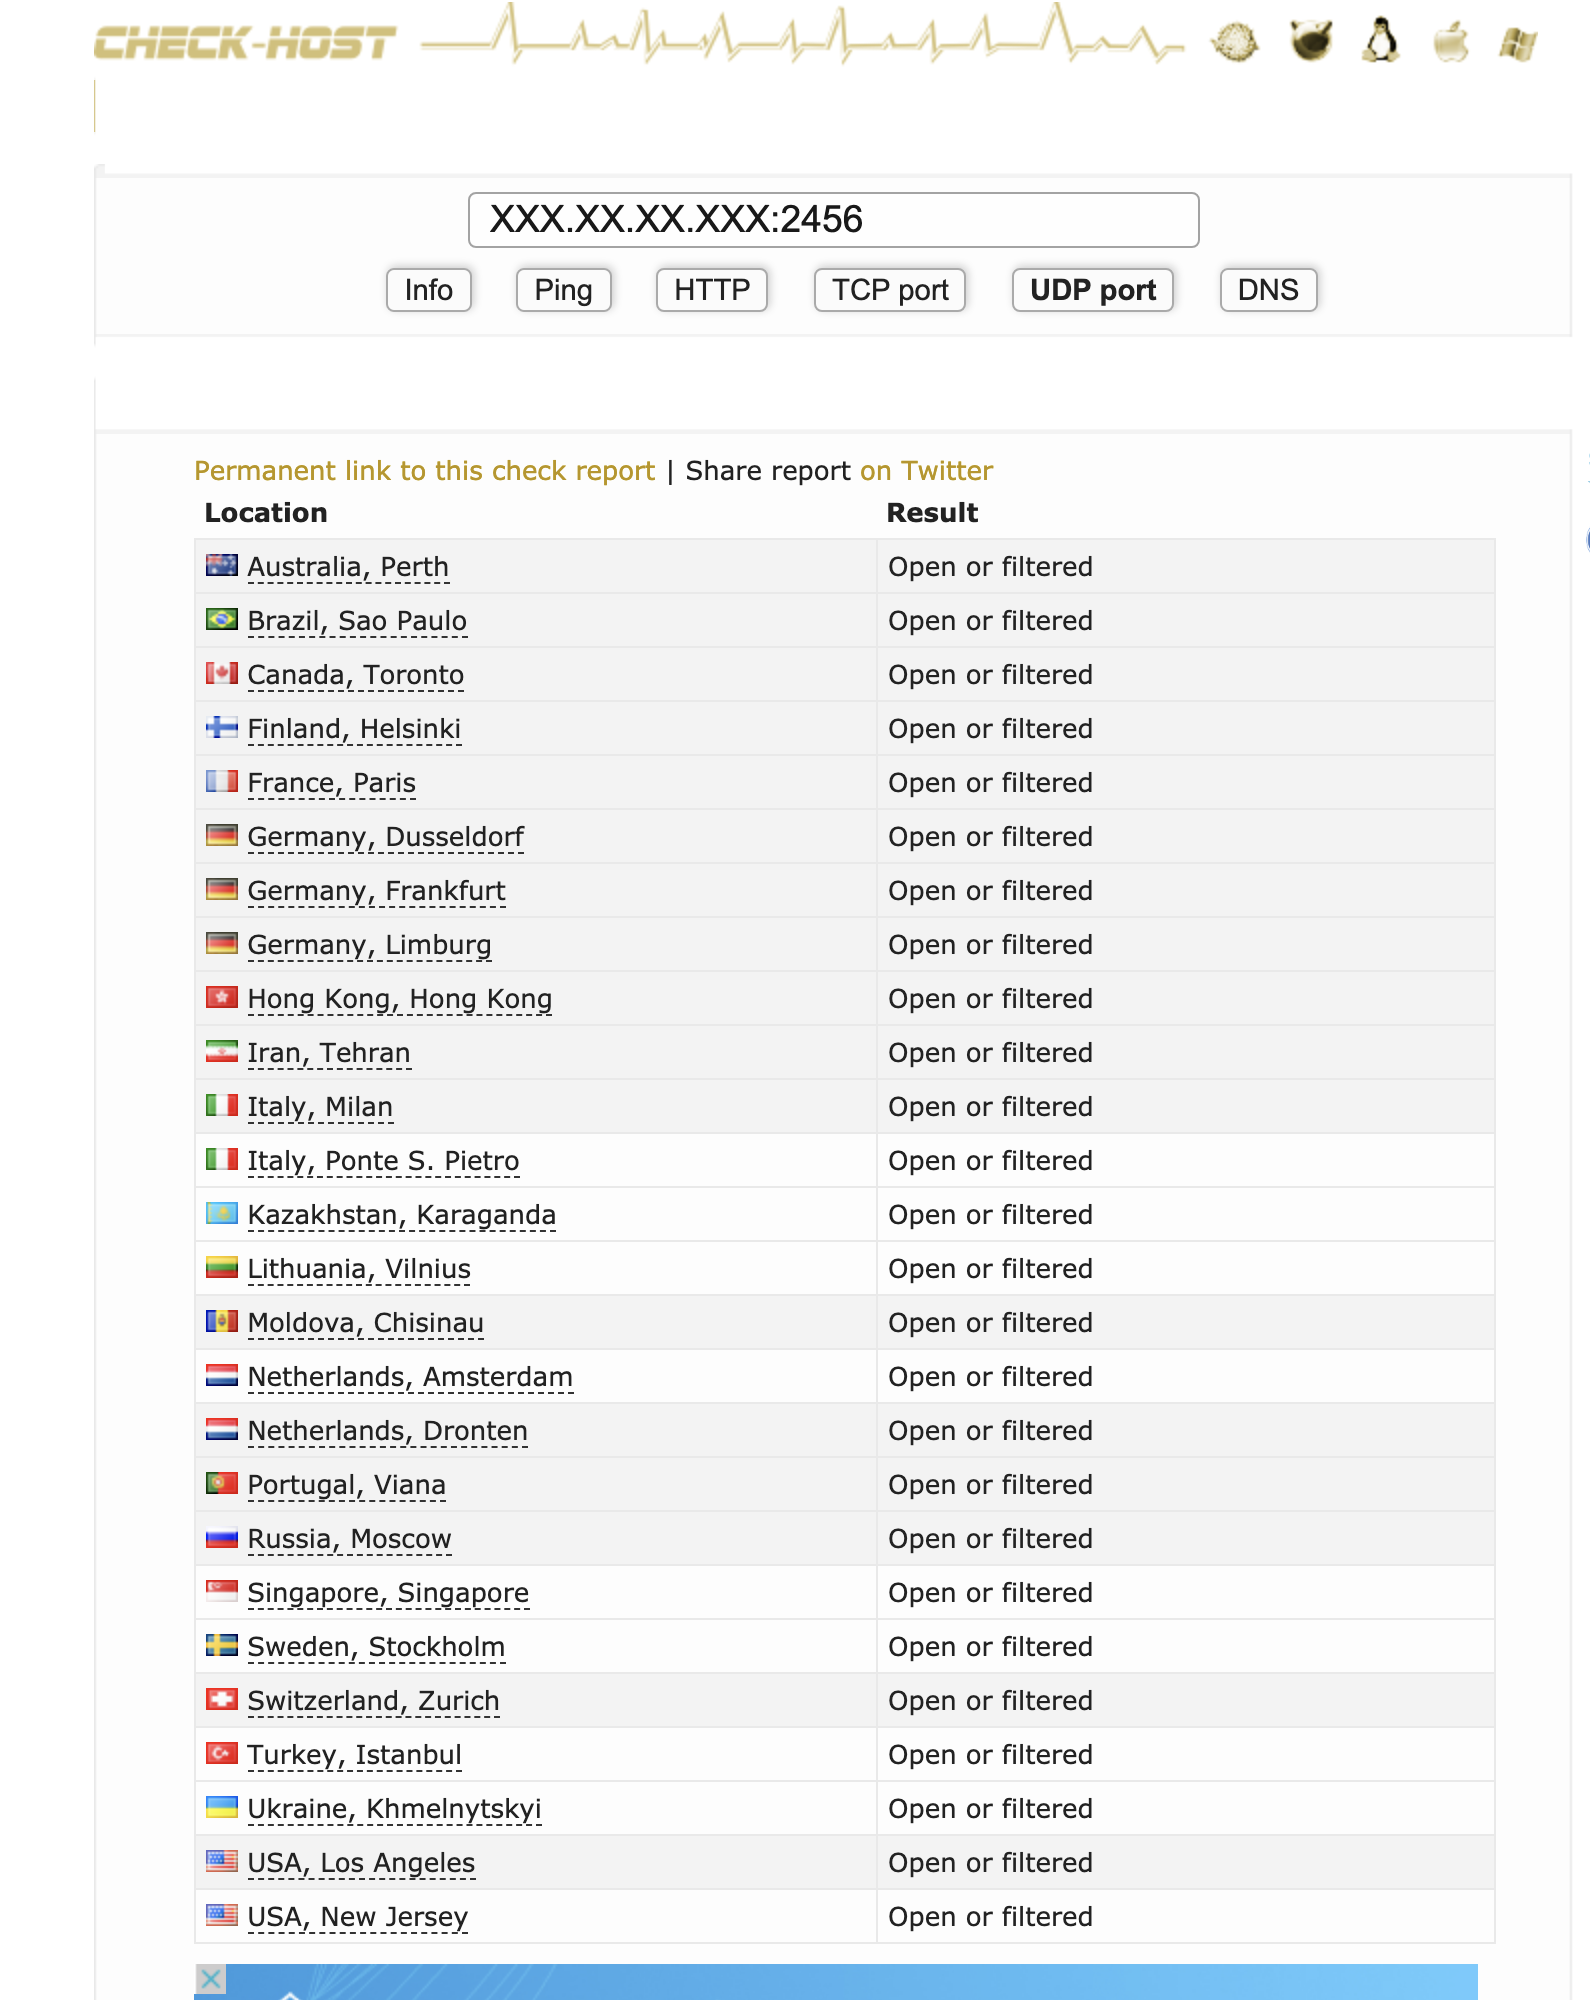 CHECK-HOST
XXX.XX.XX.XXX:2456
Info Ping HTTP TCP port UDP port DNS
Permanent link to this check report | Share report on Twitter
Location Result
Australia, Perth Open or filtered
Brazil, Sao Paulo Open or filtered
Canada, Toronto Open or filtered
Finland, Helsinki Open or filtered
France, Paris Open or filtered
Germany, Dusseldorf Open or filtered
Germany, Frankfurt Open or filtered
Germany, Limburg Open or filtered
Hong Kong, Hong Kong Open or filtered
Iran, Tehran Open or filtered
Italy, Milan Open or filtered
Italy, Ponte S. Pietro Open or filtered
Kazakhstan, Karaganda Open or filtered
Lithuania, Vilnius Open or filtered
Moldova, Chisinau Open or filtered
Netherlands, Amsterdam Open or filtered
Netherlands, Dronten Open or filtered
Portugal, Viana Open or filtered
Russia, Moscow Open or filtered
Singapore, Singapore Open or filtered
Sweden, Stockholm Open or filtered
Switzerland, Zurich Open or filtered
Turkey, Istanbul Open or filtered
Ukraine, Khmelnytskyi Open or filtered
USA, Los Angeles Open or filtered
USA, New Jersey Open or filtered